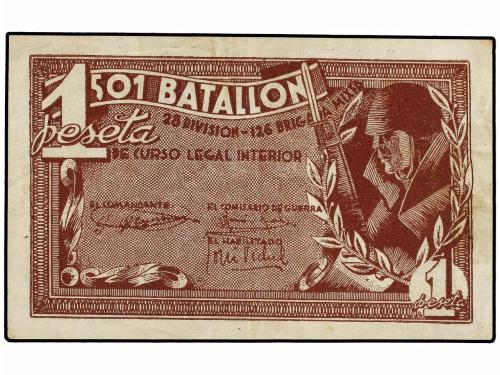 501 BATALLON
28 DIVISION - 126 BRIGADA MIXTA
1 peseta
DE CURSO LEGAL INTERIOR
EL COMANDANTE
EL COMISARIO DE GUERRA
EL HABILITADO
1 peseta